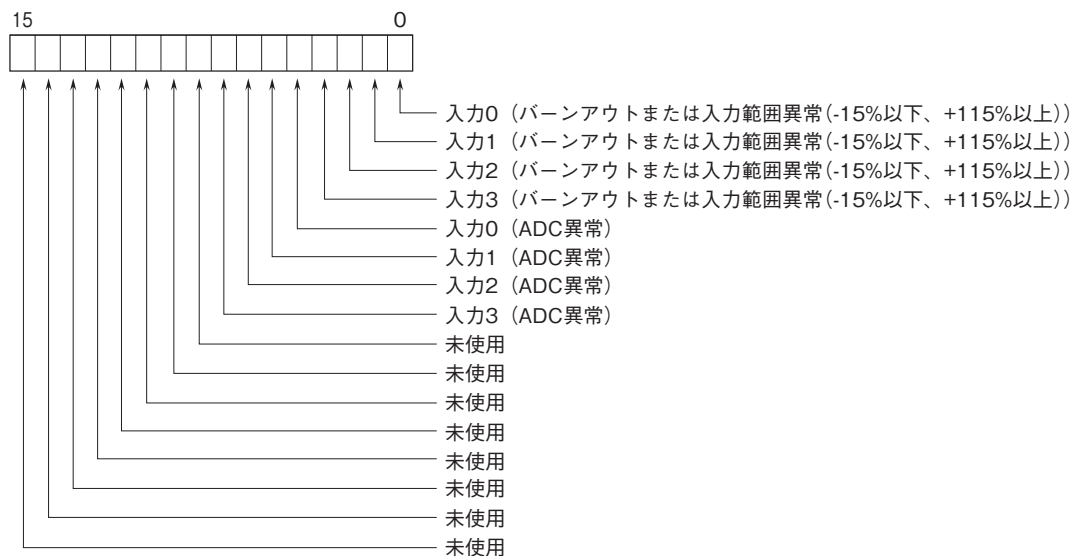 15 0
入力0（バーンアウトまたは入力範囲異常(-15%以下、+115%以上)）
入力1（バーンアウトまたは入力範囲異常(-15%以下、+115%以上)）
入力2（バーンアウトまたは入力範囲異常(-15%以下、+115%以上)）
入力3（バーンアウトまたは入力範囲異常(-15%以下、+115%以上)）
入力0（ADC異常）
入力1（ADC異常）
入力2（ADC異常）
入力3（ADC異常）
未使用
未使用
未使用
未使用
未使用
未使用
未使用
未使用